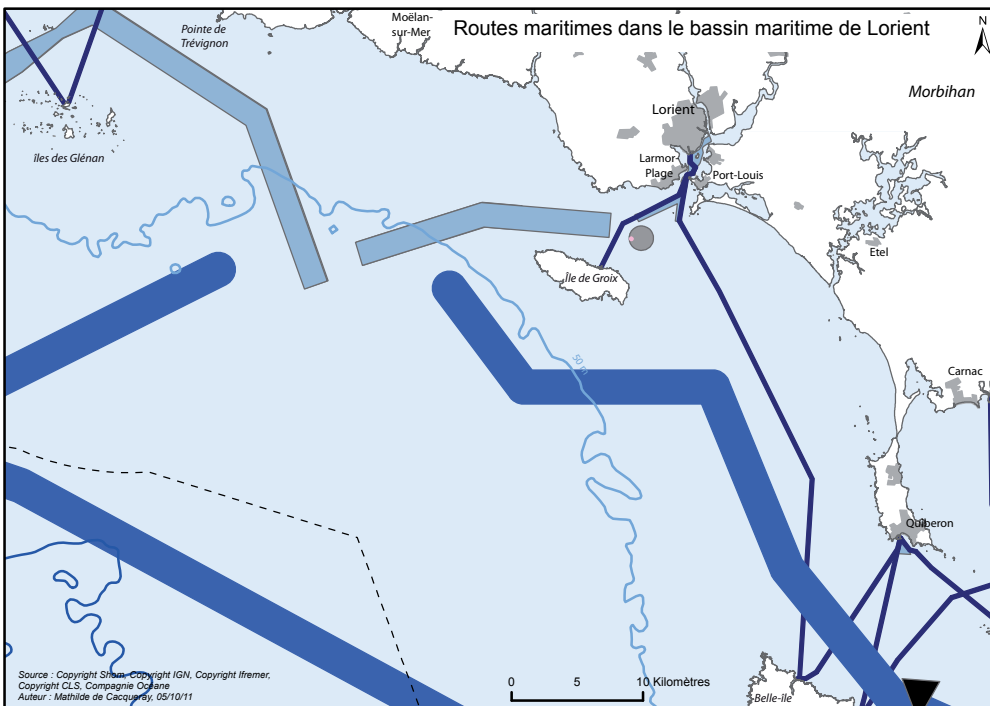 Routes maritimes dans le bassin maritime de Lorient
N
Pointe de
Trévignon
Moëlan-
sur-Mer
Morbihan
Lorient
îles des Glénan
Larmor-
Plage
Port-Louis
Etel
Île de Groix
50 m
Carnac
Quiberon
Source : Copyright Shom, Copyright IGN, Copyright Ifremer,
Copyright CLS, Compagnie Océane
Auteur : Mathilde de Cacqueray, 05/10/11
0 5 10 Kilomètres
Belle-île